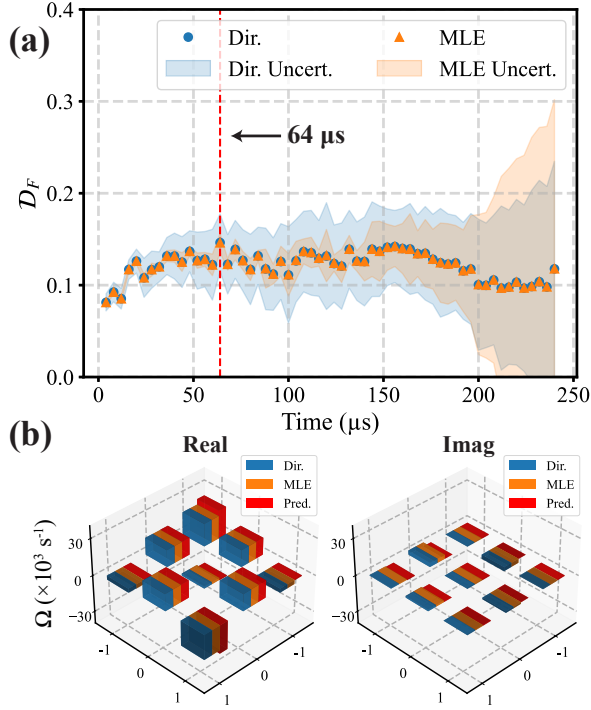 (a)
Dir.
MLE
Dir. Uncert.
MLE Uncert.
64 µs
0.4
0.3
0.2
0.1
0.0
D_F
0 50 100 150 200 250
Time (µs)
(b)
Real
Imag
Dir.
MLE
Pred.
Dir.
MLE
Pred.
Ω (×10³ s⁻¹)
30
0
−30
-1
0
1
1
0
-1
30
0
−30
-1
0
1
1
0
-1